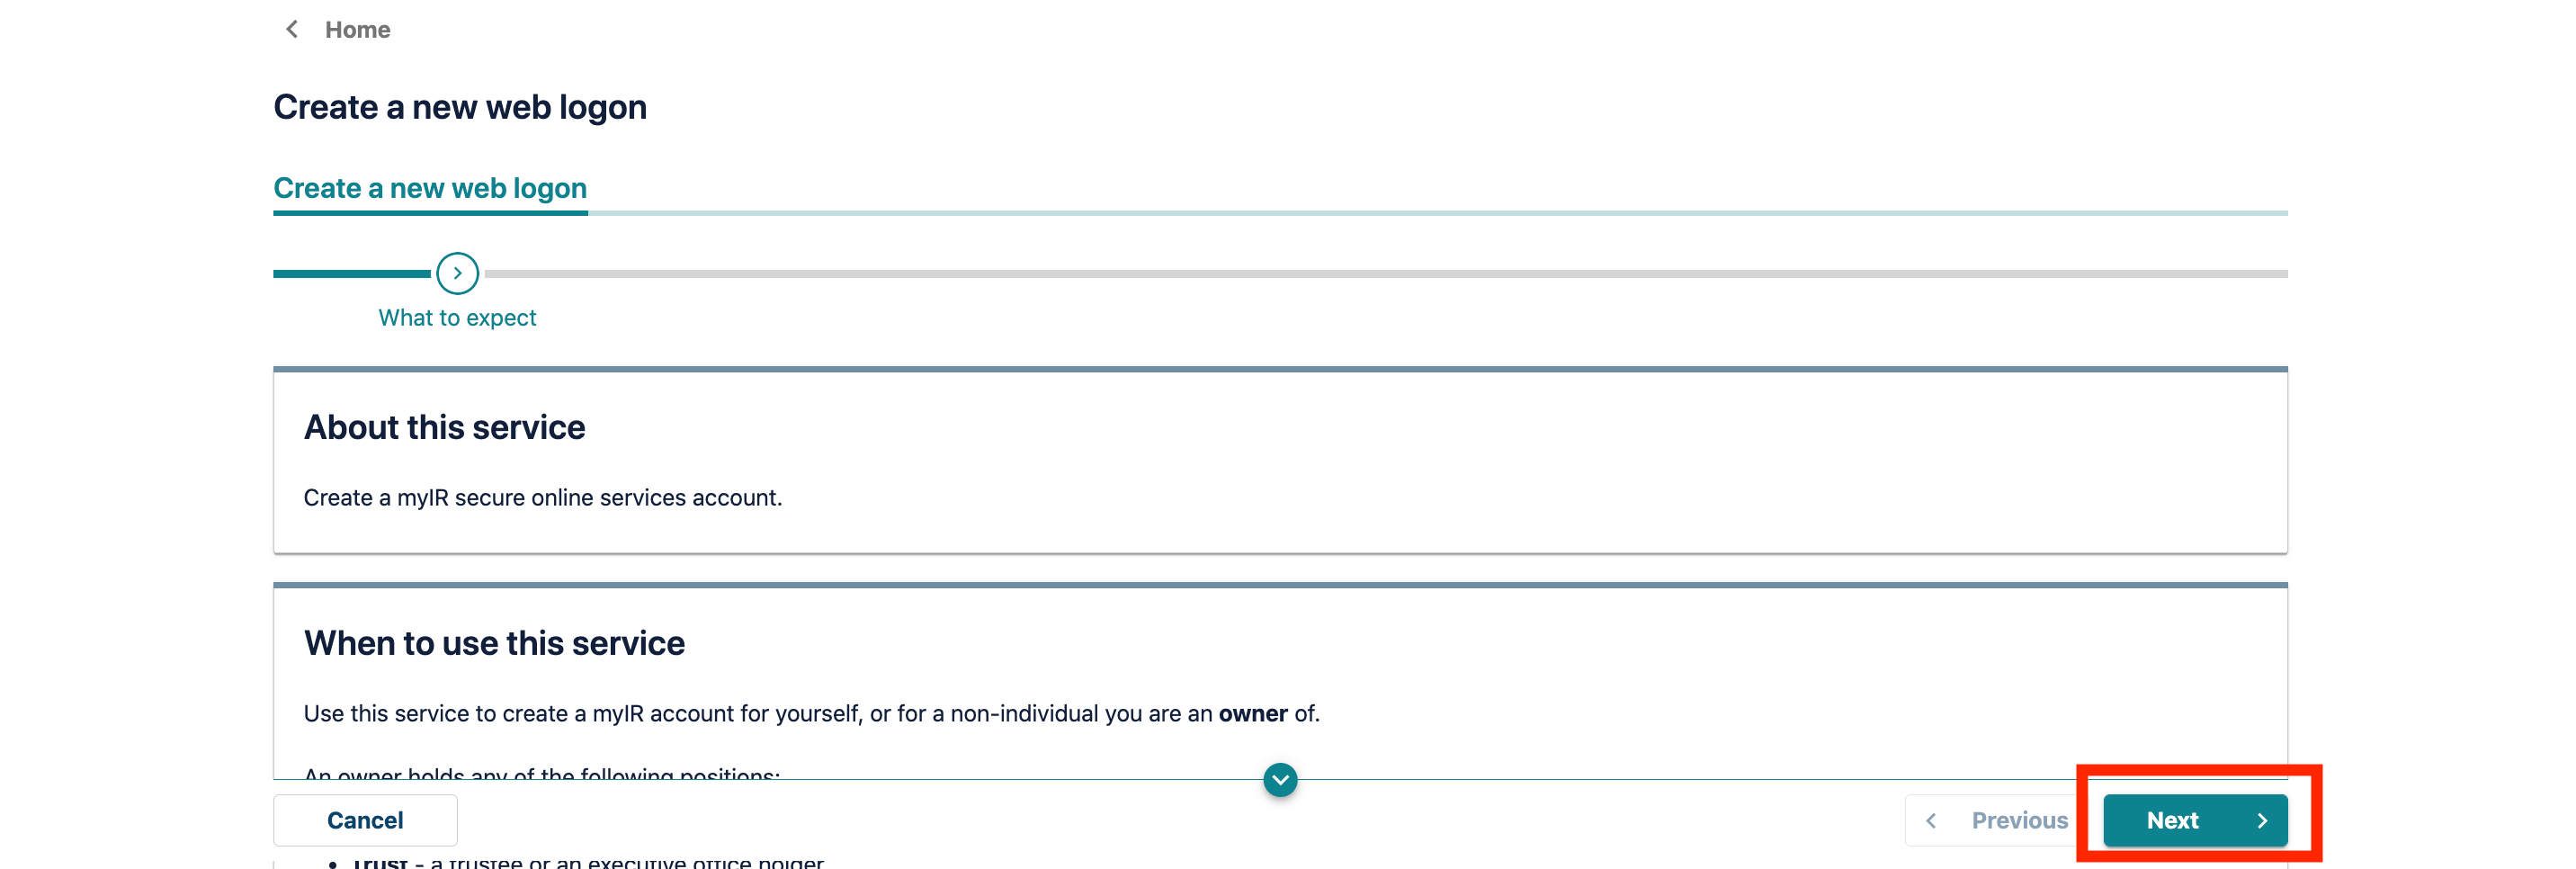 Home
Create a new web logon
Create a new web logon
What to expect
About this service
Create a myIR secure online services account.
When to use this service
Use this service to create a myIR account for yourself, or for a non-individual you are an owner of.
An owner holds any of the following positions:
Cancel
Previous
Next
• Trust - a trustee or an executive office holder